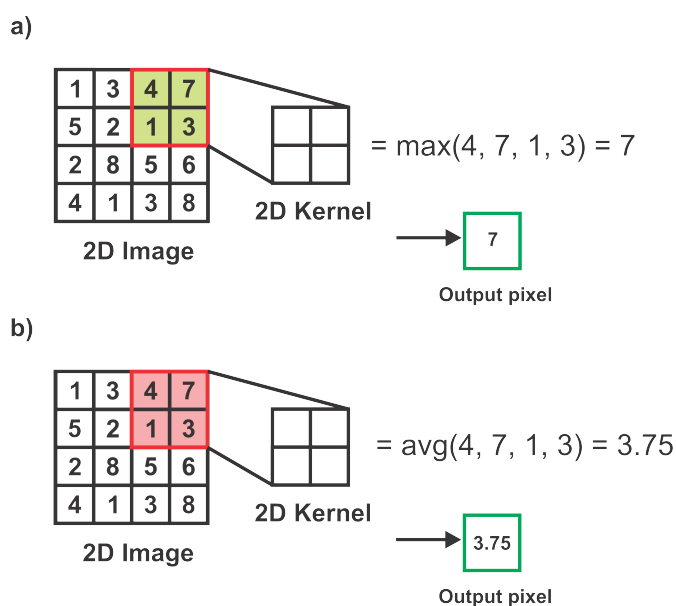 a)
1 3 4 7
5 2 1 3
2 8 5 6
4 1 3 8
2D Image
2D Kernel
= max(4, 7, 1, 3) = 7
7
Output pixel
b)
1 3 4 7
5 2 1 3
2 8 5 6
4 1 3 8
2D Image
2D Kernel
= avg(4, 7, 1, 3) = 3.75
3.75
Output pixel